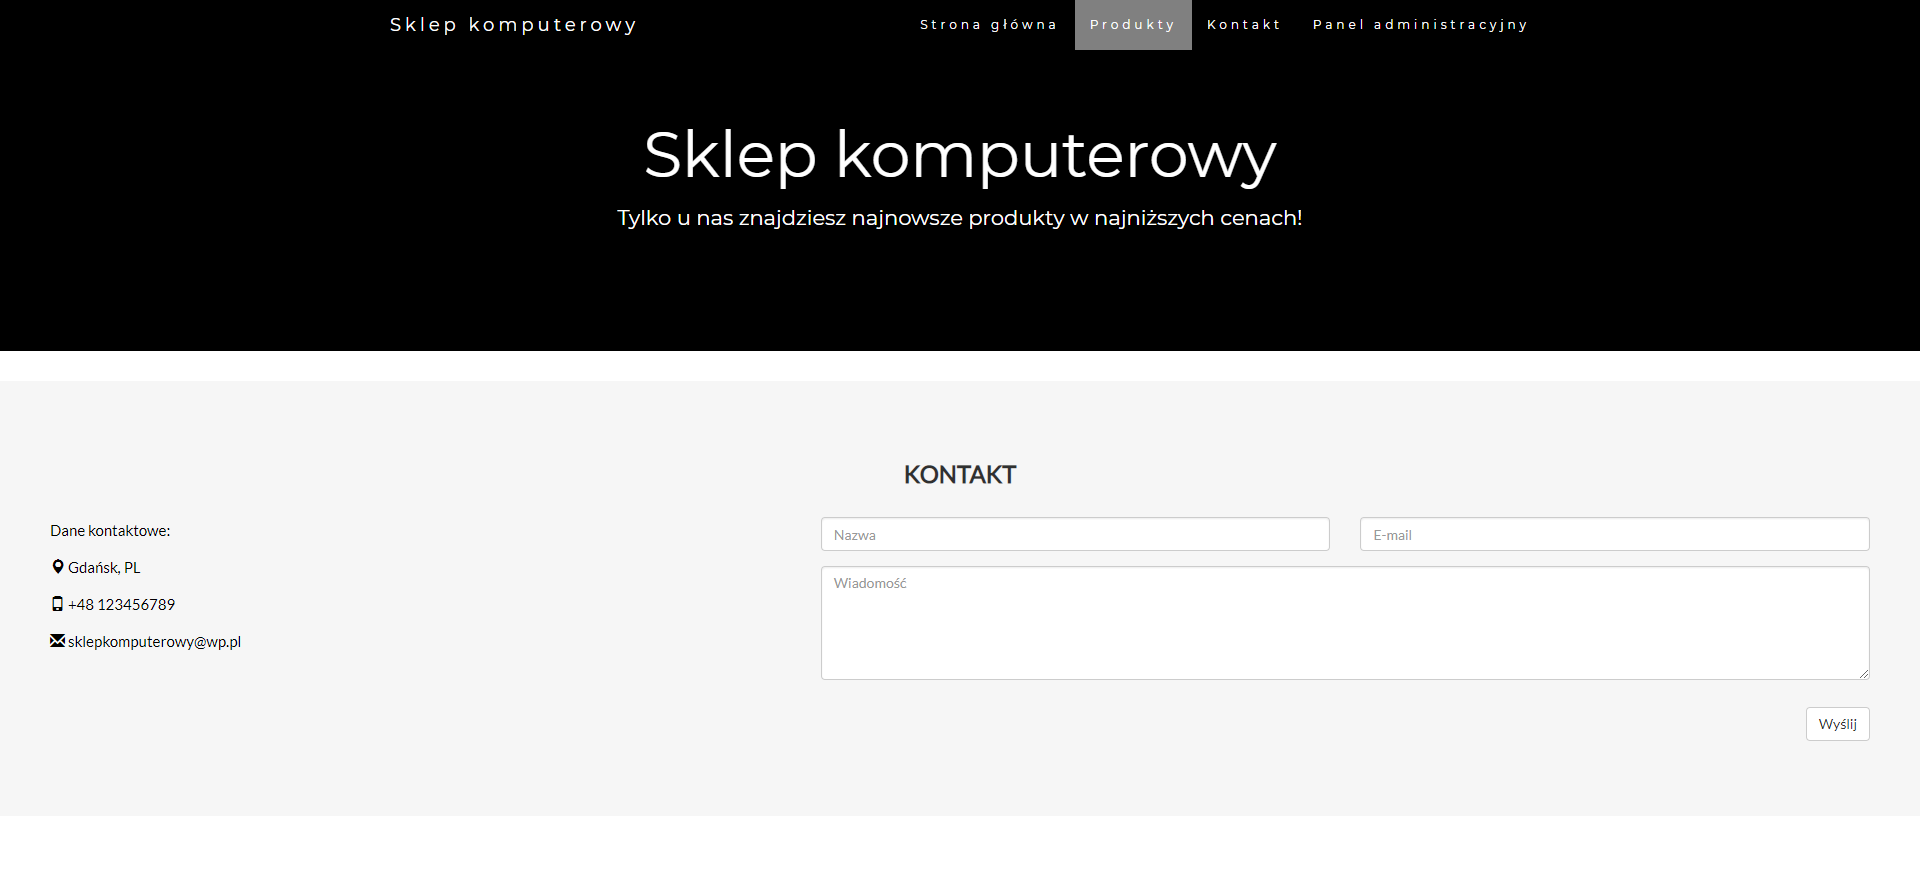 Sklep komputerowy
Strona główna Produkty Kontakt Panel administracyjny
Sklep komputerowy
Tylko u nas znajdziesz najnowsze produkty w najniższych cenach!
KONTAKT
Dane kontaktowe:
Gdańsk, PL
+48 123456789
sklepkomputerowy@wp.pl
Nazwa
E-mail
Wiadomość
Wyślij